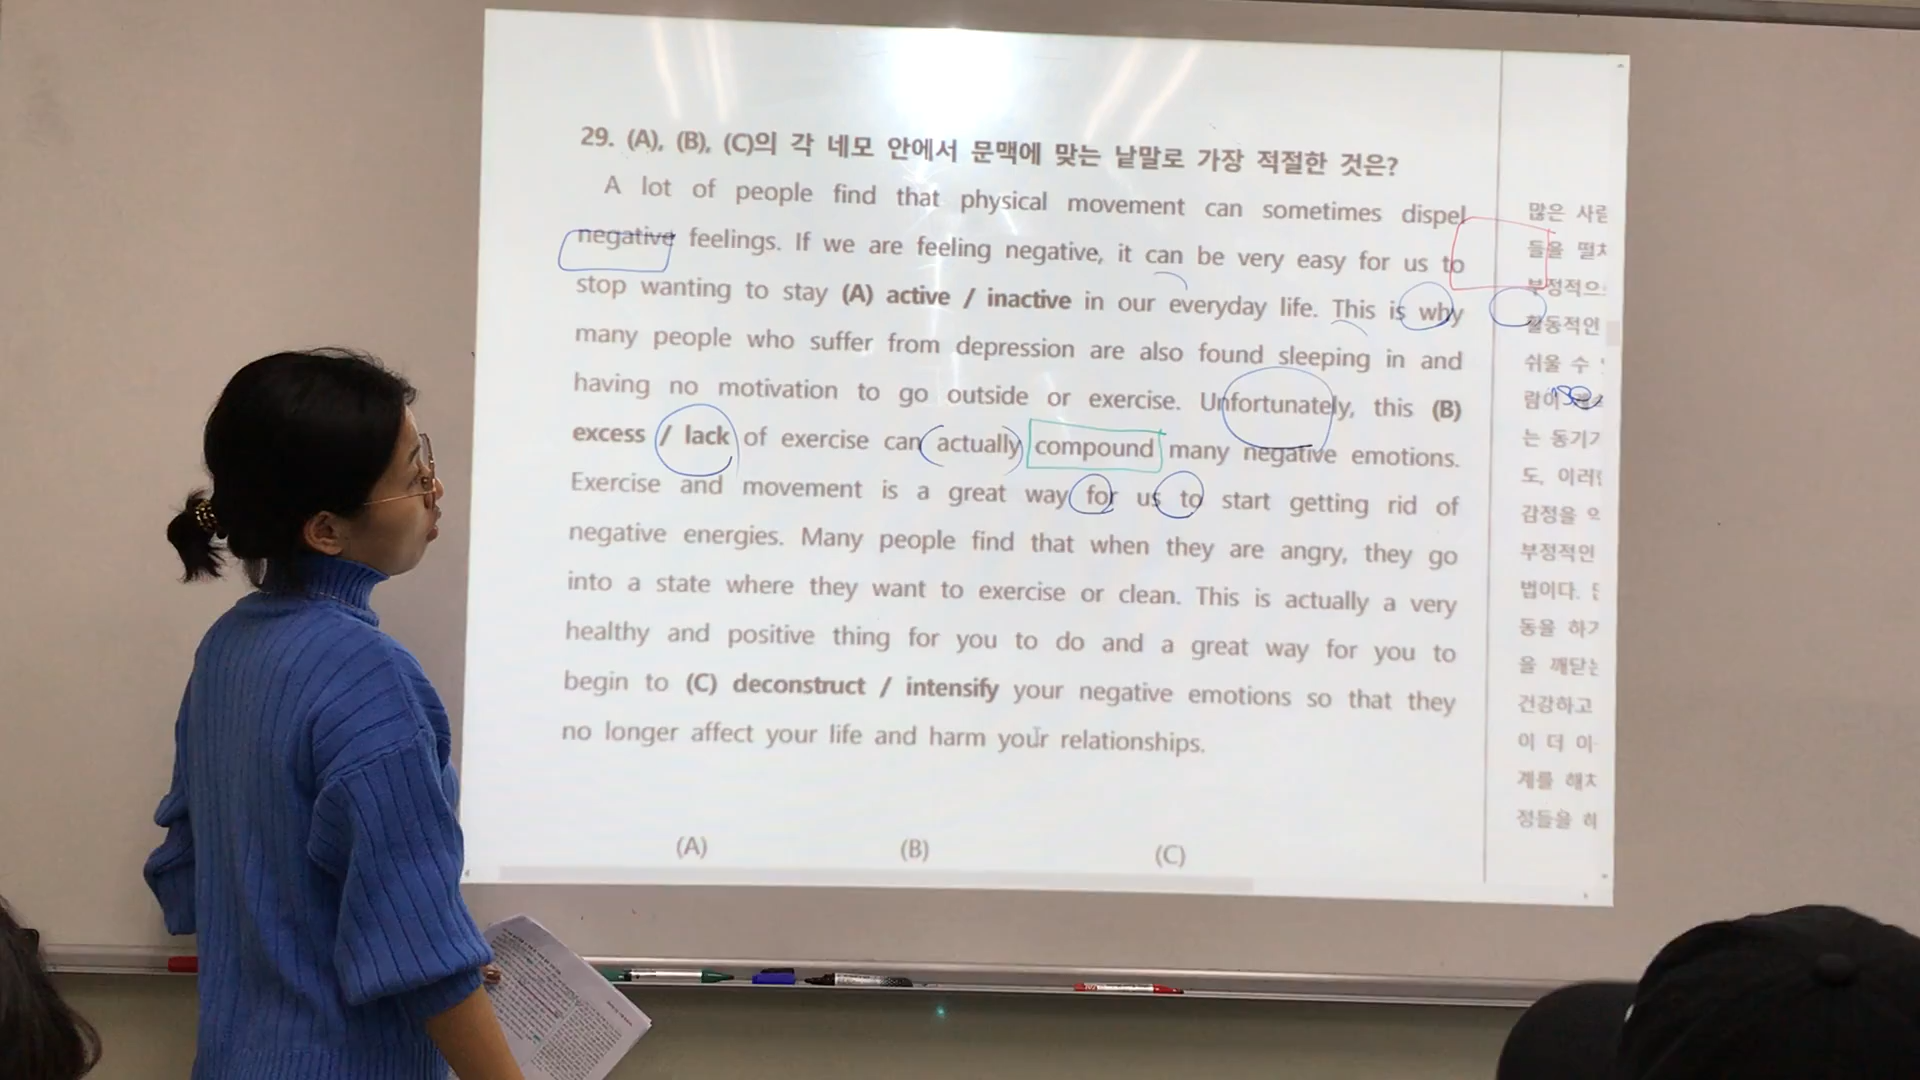 29. (A), (B), (C)의 각 네모 안에서 문맥에 맞는 낱말로 가장 적절한 것은?
A lot of people find that physical movement can sometimes dispel
negative feelings. If we are feeling negative, it can be very easy for us to
stop wanting to stay (A) active / inactive in our everyday life. This is why
many people who suffer from depression are also found sleeping in and
having no motivation to go outside or exercise. Unfortunately, this (B)
excess / lack of exercise can actually compound many negative emotions.
Exercise and movement is a great way for us to start getting rid of
negative energies. Many people find that when they are angry, they go
into a state where they want to exercise or clean. This is actually a very
healthy and positive thing for you to do and a great way for you to
begin to (C) deconstruct / intensify your negative emotions so that they
no longer affect your life and harm your relationships.
(A) (B) (C)
많은 사람
들을 떨쳐
부정적으
활동적인
쉬울 수
람이
는 동기가
도, 이러한
감정을 악
부정적인
법이다.
동을 하기
을 깨닫는
건강하고
이 더 이
계를 해치
정들을 해